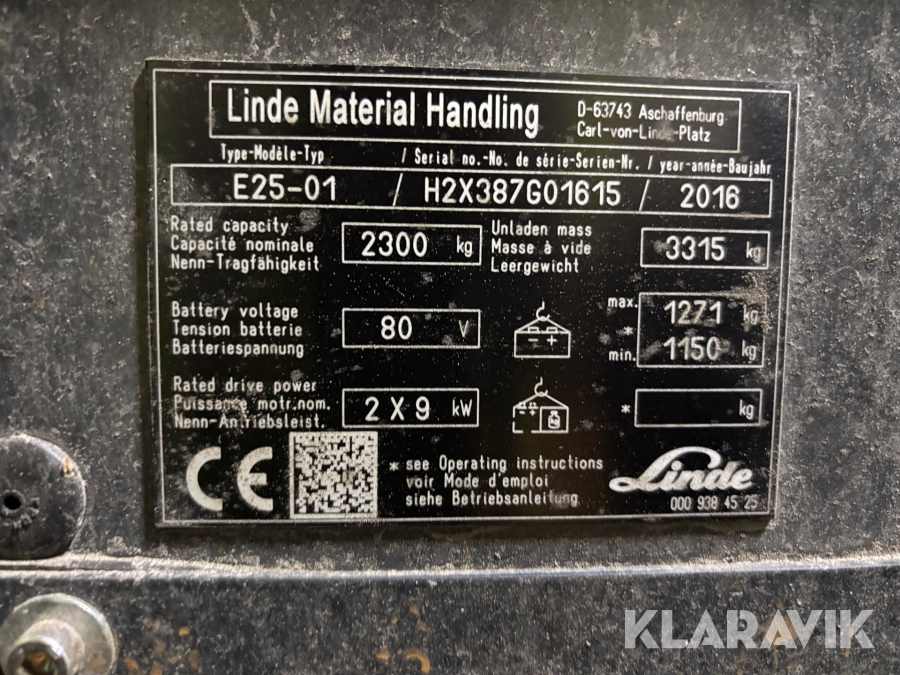 Linde Material Handling
D-63743 Aschaffenburg
Carl-von-Linde-Platz
Type-Modèle-Typ / Serial no.-No. de série-Serien-Nr. / year-année-Baujahr
E25-01 / H2X387G01615 / 2016
Rated capacity
Capacité nominale
Nenn-Tragfähigkeit
2300 kg
Unladen mass
Masse à vide
Leergewicht
3315 kg
Battery voltage
Tension batterie
Batteriespannung
80 V
- +
max. 1271 kg
*
min. 1150 kg
Rated drive power
Puissance motr.nom.
Nenn-Antriebsleist.
2 X 9 kW
* kg
CE
* see Operating instructions
voir Mode d'emploi
siehe Betriebsanleitung
Linde
000 938 45 25
KLARAVIK